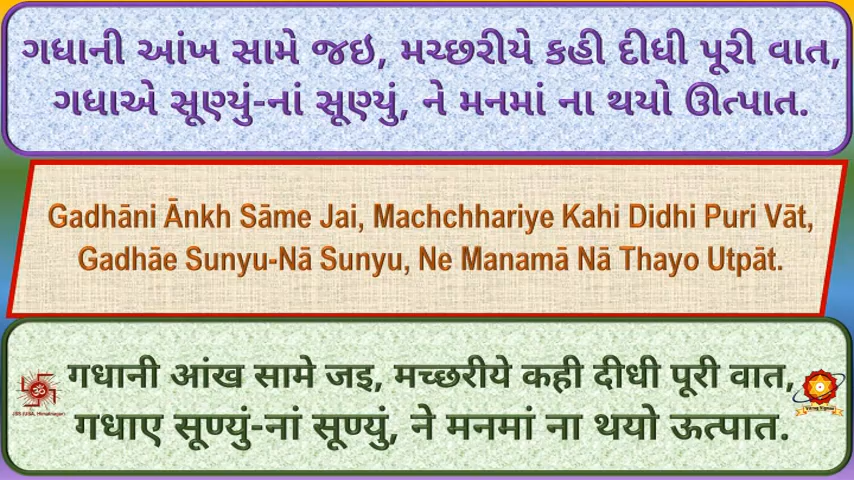 ગધાની આંખ સામે જઇ, મચ્છરીયે કહી દીધી પૂરી વાત,
ગધાએ સૂણ્યું-નાં સૂણ્યું, ને મનમાં ના થયો ઊત્પાત.
Gadhāni Ānkh Sāme Jai, Machchhariye Kahi Didhi Puri Vāt,
Gadhāe Sunyu-Nā Sunyu, Ne Manamā Nā Thayo Utpāt.
गधानी आंख सामे जइ, मच्छरीये कही दीधी पूरी वात,
गधाए सूण्युं-नां सूण्युं, ने मनमां ना थयो ऊत्पात.